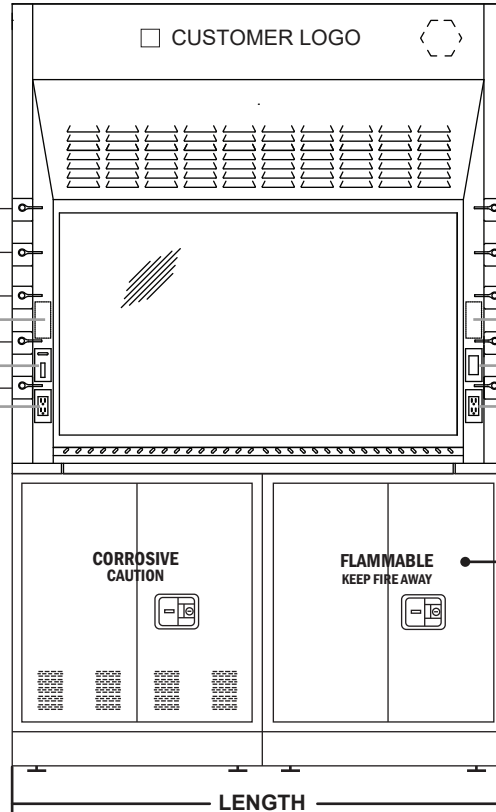 CUSTOMER LOGO
CORROSIVE
CAUTION
FLAMMABLE
KEEP FIRE AWAY
LENGTH